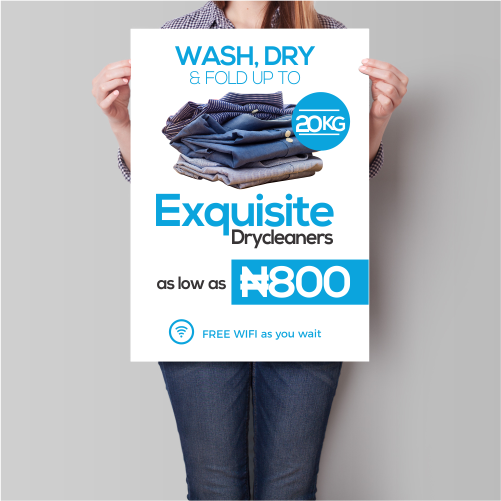 WASH, DRY
& FOLD UP TO
20KG
Exquisite
Drycleaners
as low as ₦800
FREE WIFI as you wait